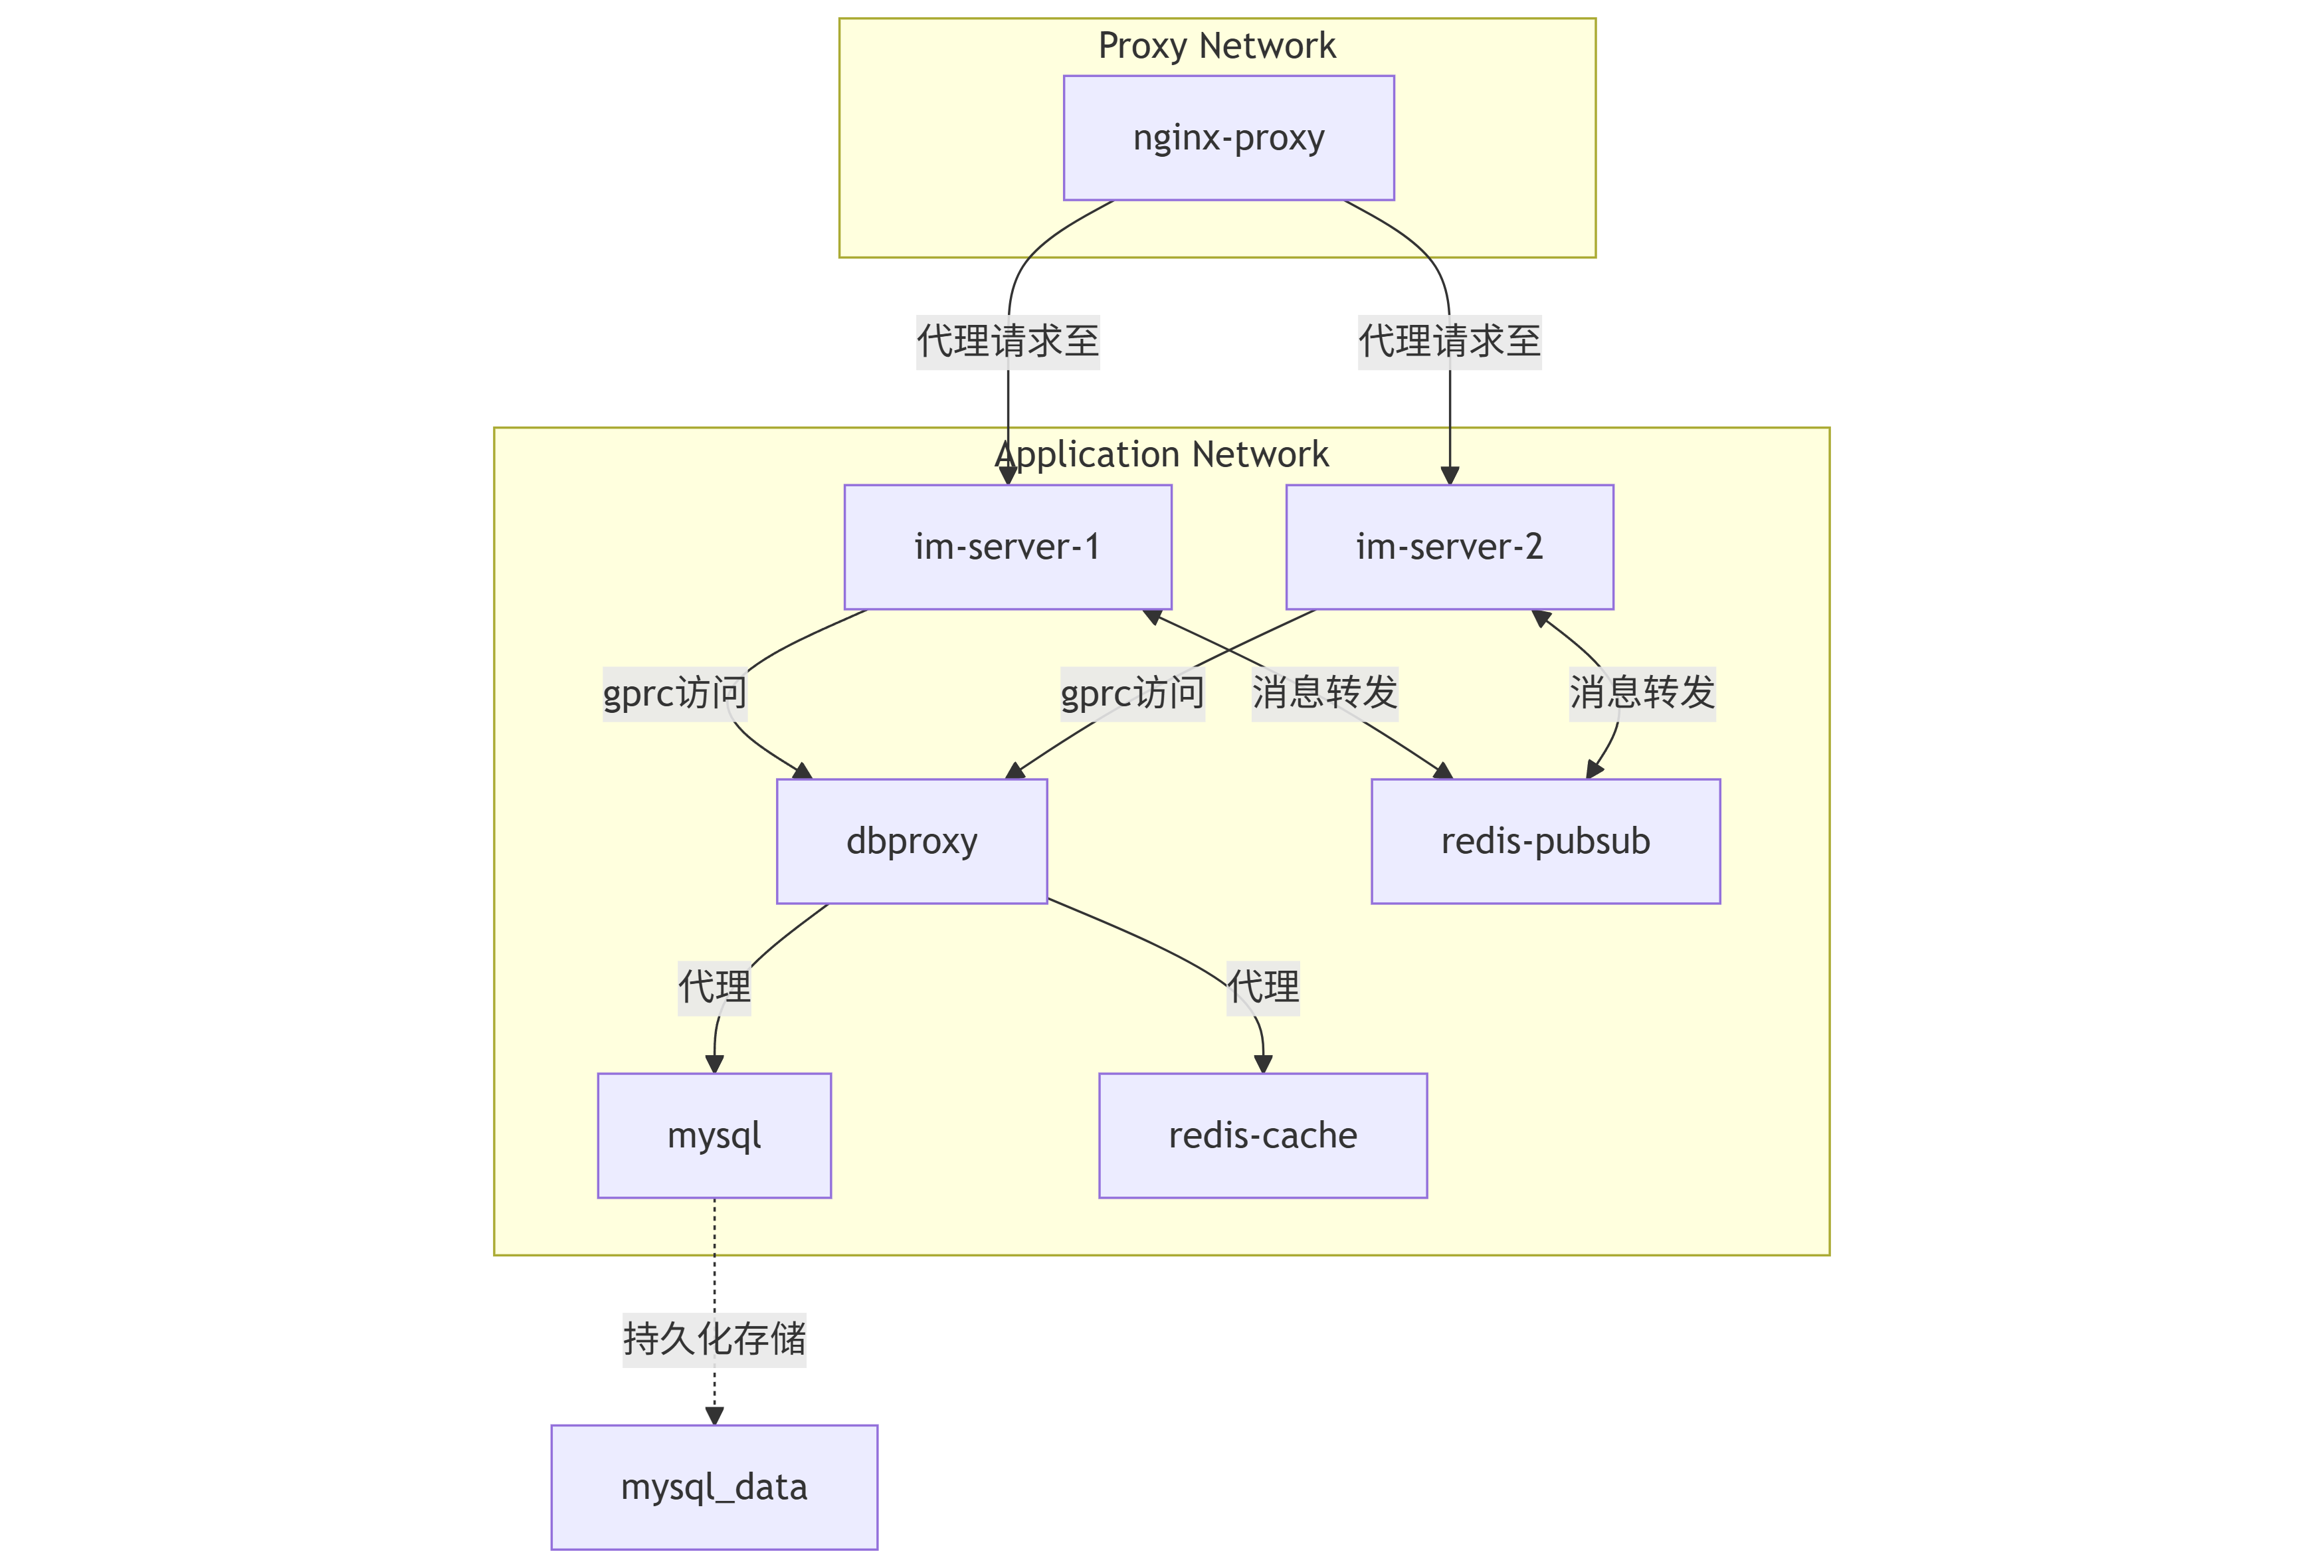 Proxy Network
nginx-proxy
代理请求至
代理请求至
Application Network
im-server-1
im-server-2
gprc访问
gprc访问
消息转发
消息转发
dbproxy
redis-pubsub
代理
代理
mysql
redis-cache
持久化存储
mysql_data